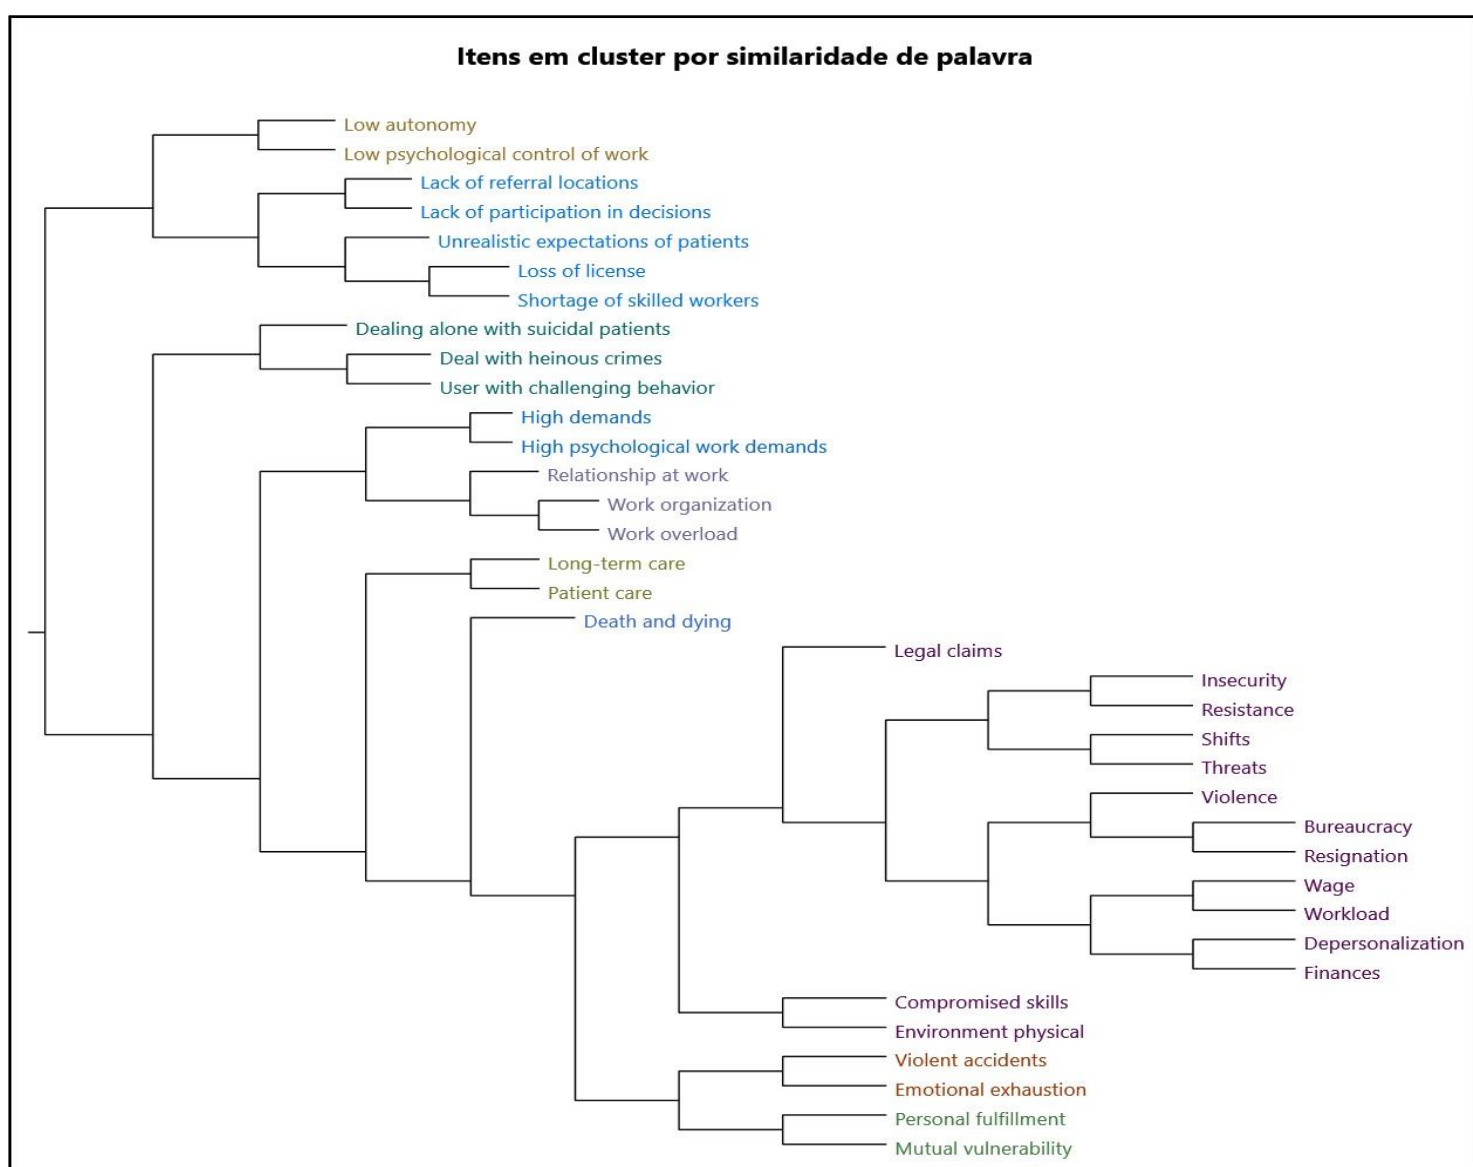 Itens em cluster por similaridade de palavra
Low autonomy
Low psychological control of work
Lack of referral locations
Lack of participation in decisions
Unrealistic expectations of patients
Loss of license
Shortage of skilled workers
Dealing alone with suicidal patients
Deal with heinous crimes
User with challenging behavior
High demands
High psychological work demands
Relationship at work
Work organization
Work overload
Long-term care
Patient care
Death and dying
Legal claims
Insecurity
Resistance
Shifts
Threats
Violence
Bureaucracy
Resignation
Wage
Workload
Depersonalization
Finances
Compromised skills
Environment physical
Violent accidents
Emotional exhaustion
Personal fulfillment
Mutual vulnerability